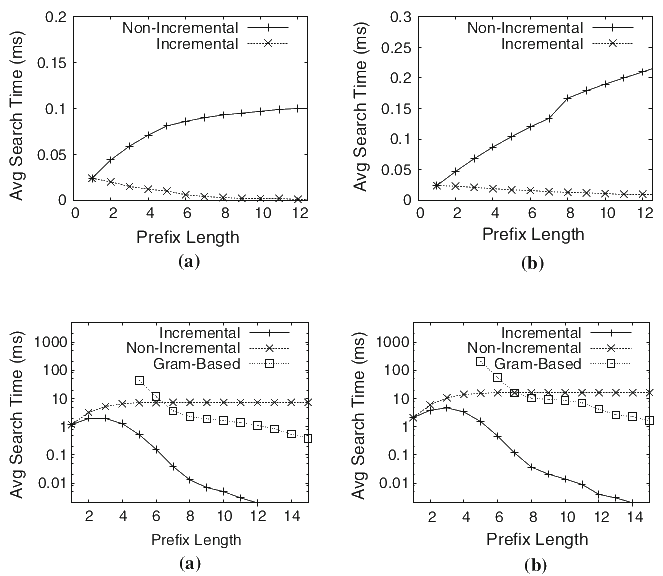 0.2
0.15
0.1
0.05
0
0 2 4 6 8 10 12
Avg Search Time (ms)
Prefix Length
Non-Incremental
Incremental
(a)
0.3
0.25
0.2
0.15
0.1
0.05
0
0 2 4 6 8 10 12
Avg Search Time (ms)
Prefix Length
Non-Incremental
Incremental
(b)
1000
100
10
1
0.1
0.01
2 4 6 8 10 12 14
Avg Search Time (ms)
Prefix Length
Incremental
Non-Incremental
Gram-Based
(a)
1000
100
10
1
0.1
0.01
2 4 6 8 10 12 14
Avg Search Time (ms)
Prefix Length
Incremental
Non-Incremental
Gram-Based
(b)